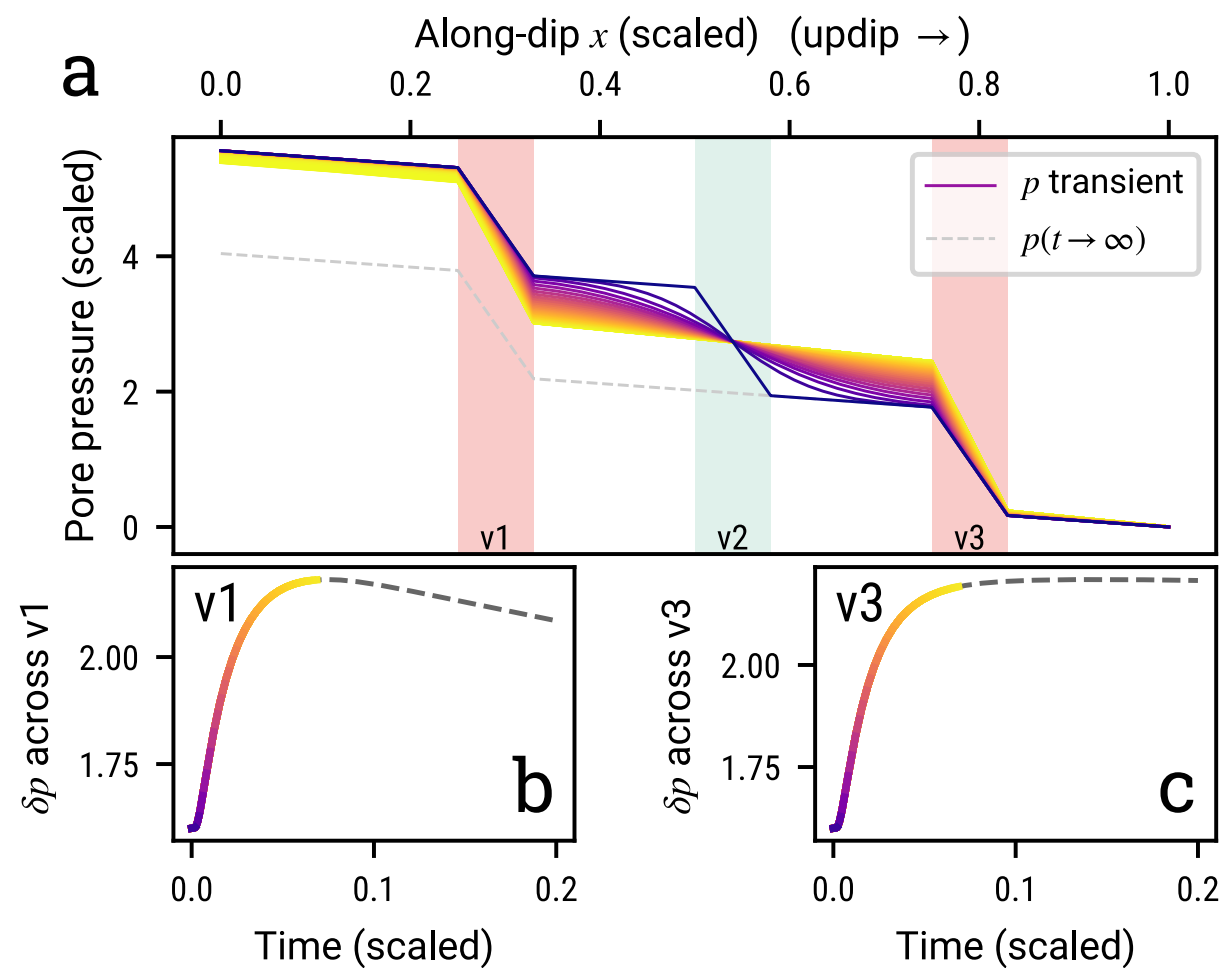 Along-dip x (scaled) (updip →)
a
0.0 0.2 0.4 0.6 0.8 1.0
Pore pressure (scaled)
4
2
0
p transient
p(t → ∞)
v1 v2 v3
v1
δp across v1
2.00
1.75
b
0.0 0.1 0.2
Time (scaled)
v3
δp across v3
2.00
1.75
c
0.0 0.1 0.2
Time (scaled)